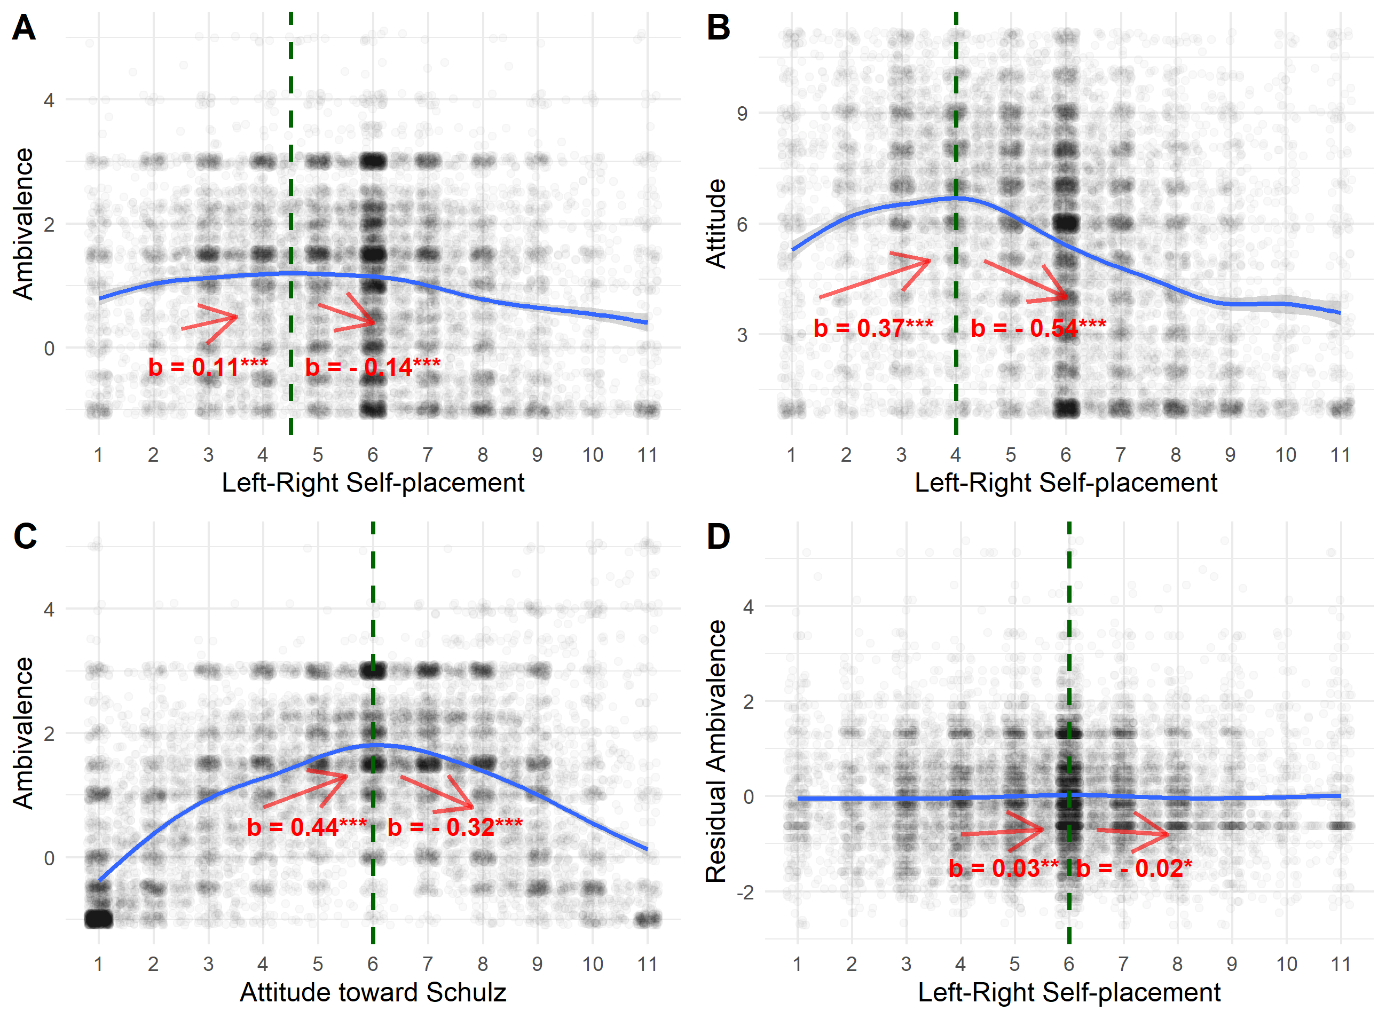 A
B
4
2
0
Ambivalence
b = 0.11***
b = - 0.14***
1 2 3 4 5 6 7 8 9 10 11
Left-Right Self-placement
9
6
3
Attitude
b = 0.37***
b = - 0.54***
1 2 3 4 5 6 7 8 9 10 11
Left-Right Self-placement
C
D
4
2
0
Ambivalence
b = 0.44***
b = - 0.32***
1 2 3 4 5 6 7 8 9 10 11
Attitude toward Schulz
4
2
0
-2
Residual Ambivalence
b = 0.03**
b = - 0.02*
1 2 3 4 5 6 7 8 9 10 11
Left-Right Self-placement